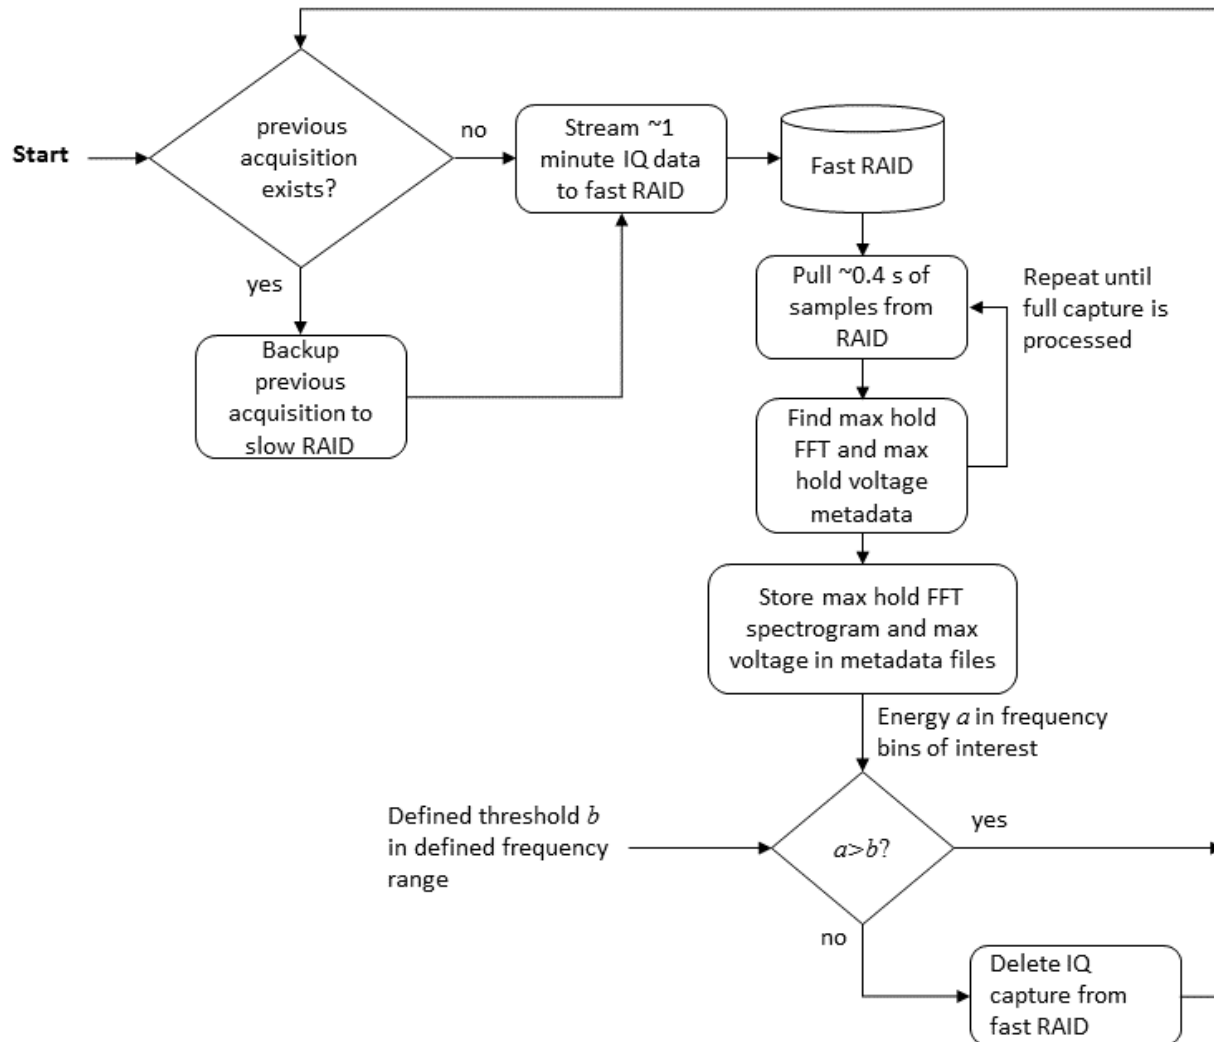 previous
acquisition
exists?
Start
no
Stream ~1
minute IQ data
to fast RAID
Fast RAID
yes
Backup
previous
acquisition to
slow RAID
Pull ~0.4 s of
samples from
RAID
Repeat until
full capture is
processed
Find max hold
FFT and max
hold voltage
metadata
Store max hold FFT
spectrogram and max
voltage in metadata files
Energy a in frequency
bins of interest
Defined threshold b
in defined frequency
range
a>b?
yes
no
Delete IQ
capture from
fast RAID